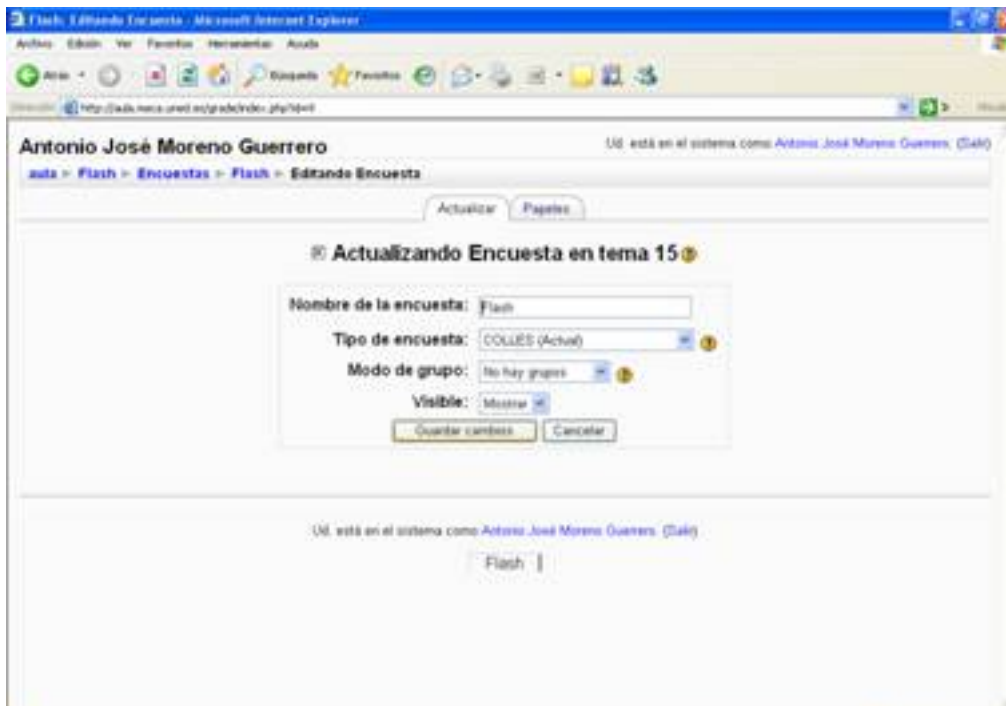 Flash: Editando Encuesta - Microsoft Internet Explorer
Archivo Edición Ver Favoritos Herramientas Ayuda
Atrás Búsqueda Favoritos
Antonio José Moreno Guerrero
Ud. está en el sistema como Antonio José Moreno Guerrero. (Salir)
aula ► Flash ► Encuestas ► Flash ► Editando Encuesta
Actualizar Papeles
Actualizando Encuesta en tema 15
Nombre de la encuesta: Flash
Tipo de encuesta: COLLES (Actual)
Modo de grupo: No hay grupos
Visible: Mostrar
Guardar cambios Cancelar
Ud. está en el sistema como Antonio José Moreno Guerrero. (Salir)
Flash